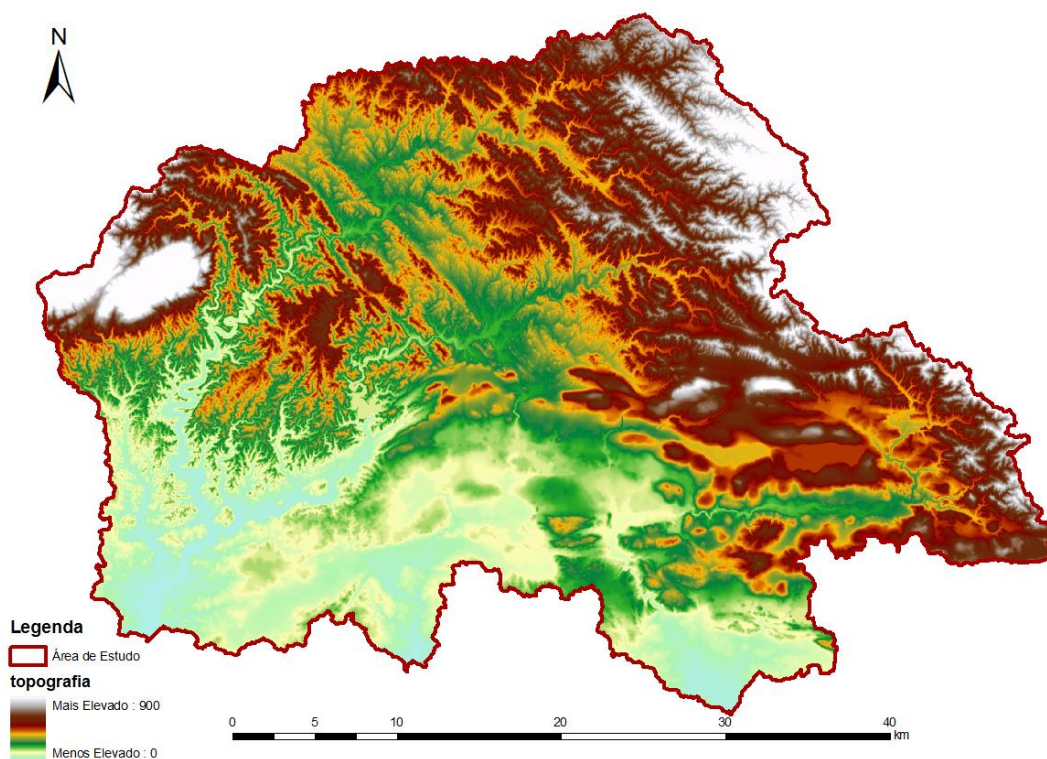 N
Legenda
Área de Estudo
topografia
Mais Elevado : 900
Menos Elevado : 0
0 5 10 20 30 40
km